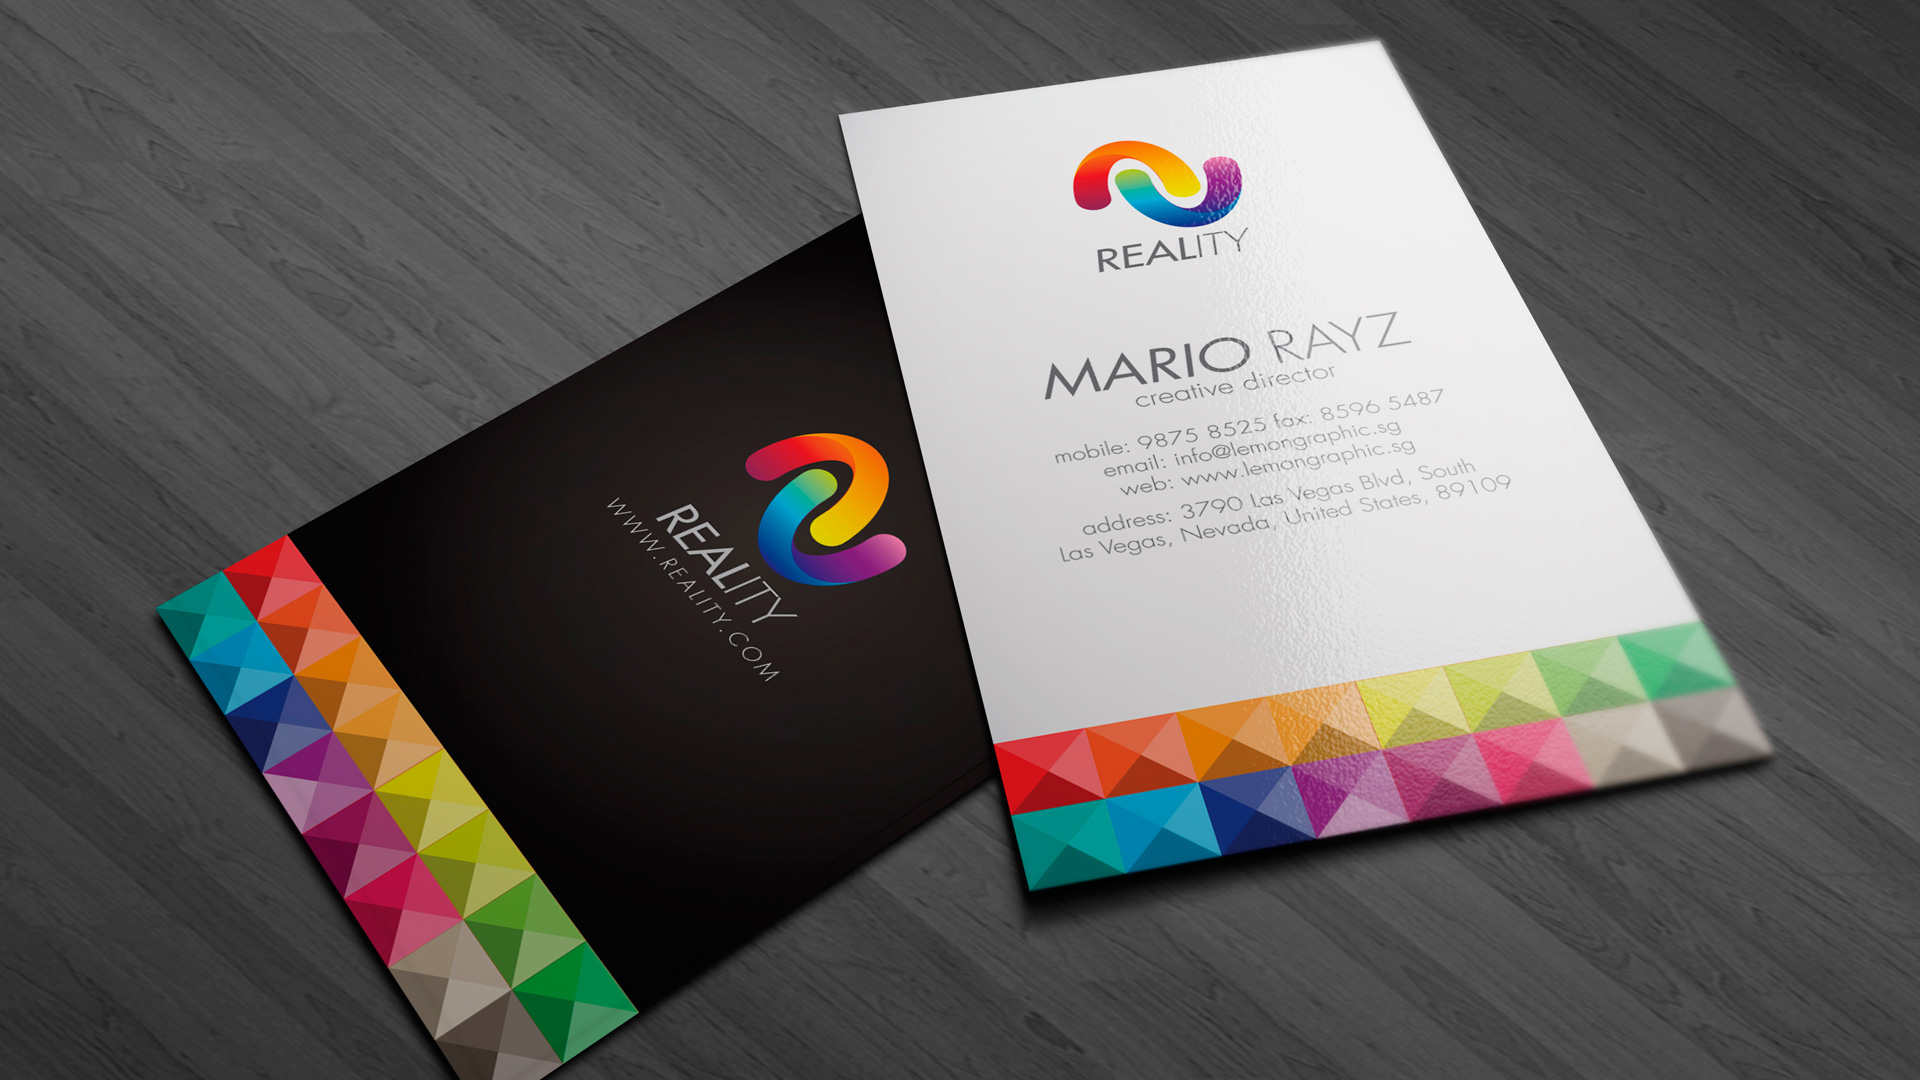 REALITY
MARIO RAYZ
creative director
mobile: 9875 8525 fax: 8596 5487
email: info@lemongraphic.sg
web: www.lemongraphic.sg
address: 3790 Las Vegas Blvd, South
Las Vegas, Nevada, United States, 89109
REALITY
WWW.REALITY.COM